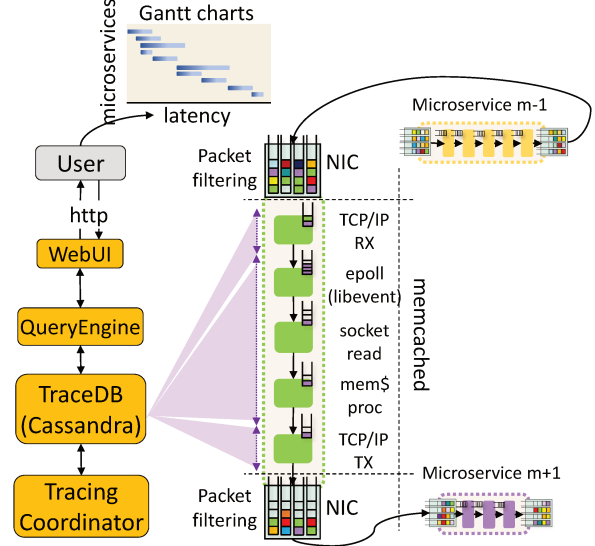 Gantt charts
microservices
latency
User
http
WebUI
QueryEngine
TraceDB
(Cassandra)
Tracing
Coordinator
Microservice m-1
Packet
filtering
NIC
TCP/IP
RX
epoll
(libevent)
socket
read
mem$
proc
TCP/IP
TX
memcached
Packet
filtering
NIC
Microservice m+1